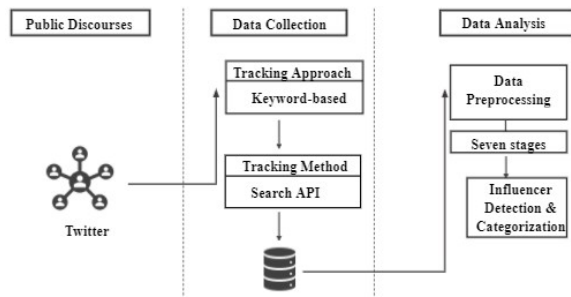 Public Discourses
Data Collection
Data Analysis
Tracking Approach
Keyword-based
Tracking Method
Search API
Twitter
Data
Preprocessing
Seven stages
Influencer
Detection &
Categorization